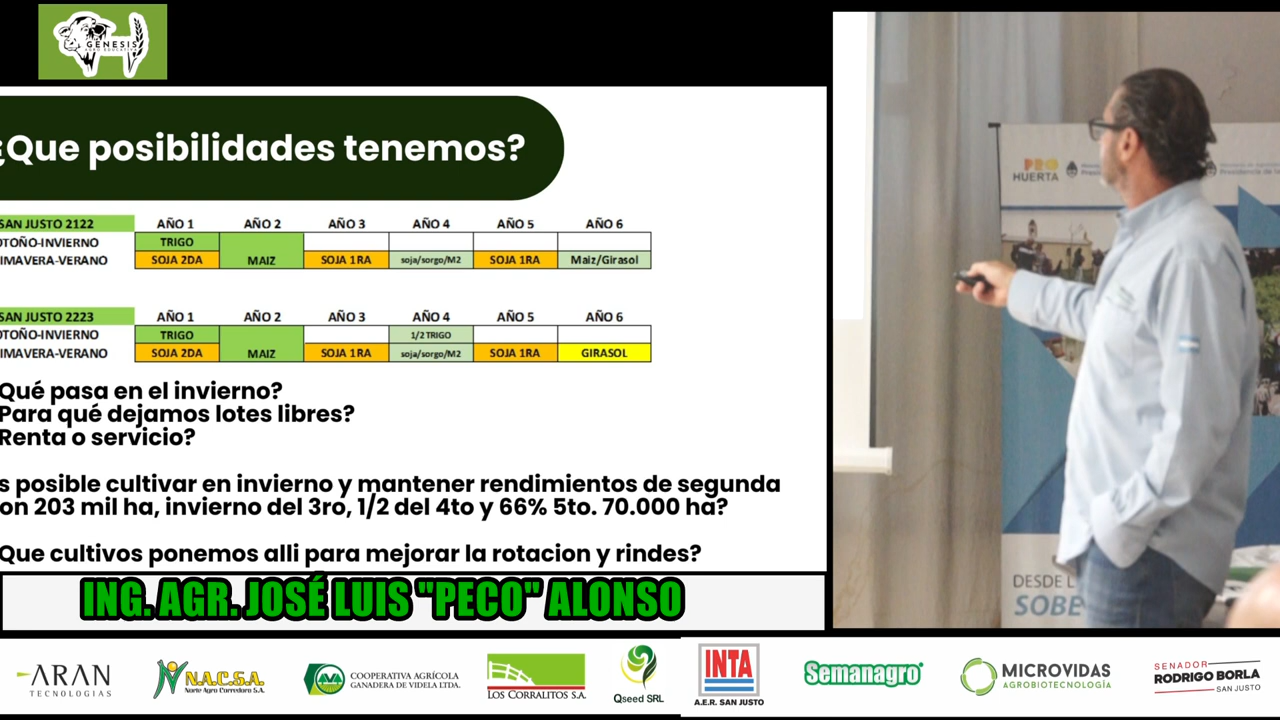 GÉNESIS
AGRO EDUCATIVA
¿Que posibilidades tenemos?
SAN JUSTO 2122 AÑO 1 AÑO 2 AÑO 3 AÑO 4 AÑO 5 AÑO 6
OTOÑO-INVIERNO TRIGO
IMAVERA-VERANO SOJA 2DA MAIZ SOJA 1RA soja/sorgo/M2 SOJA 1RA Maiz/Girasol
SAN JUSTO 2223 AÑO 1 AÑO 2 AÑO 3 AÑO 4 AÑO 5 AÑO 6
OTOÑO-INVIERNO TRIGO 1/2 TRIGO
IMAVERA-VERANO SOJA 2DA MAIZ SOJA 1RA soja/sorgo/M2 SOJA 1RA GIRASOL
Qué pasa en el invierno?
Para qué dejamos lotes libres?
Renta o servicio?
s posible cultivar en invierno y mantener rendimientos de segunda
on 203 mil ha, invierno del 3ro, 1/2 del 4to y 66% 5to. 70.000 ha?
Que cultivos ponemos alli para mejorar la rotacion y rindes?
PRO
HUERTA
DESDE L
SOBE
ING. AGR. JOSÉ LUIS "PECO" ALONSO
ARAN
TECNOLOGIAS
N.A.C.S.A.
Norte Agro Corredora S.A.
COOPERATIVA AGRÍCOLA
GANADERA DE VIDELA LTDA.
LOS CORRALITOS S.A.
Qseed SRL
INTA
A.E.R. SAN JUSTO
Semanagro
MICROVIDAS
AGROBIOTECNOLOGÍA
SENADOR
RODRIGO BORLA
SAN JUSTO